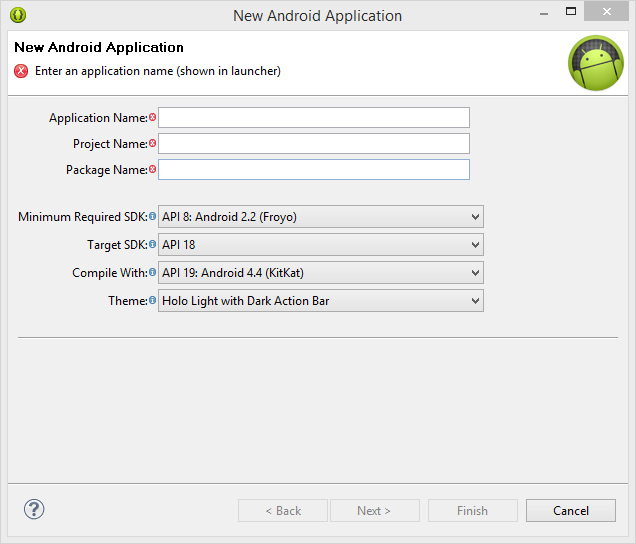 New Android Application
New Android Application
Enter an application name (shown in launcher)
Application Name:
Project Name:
Package Name:
Minimum Required SDK: API 8: Android 2.2 (Froyo)
Target SDK: API 18
Compile With: API 19: Android 4.4 (KitKat)
Theme: Holo Light with Dark Action Bar
? < Back Next > Finish Cancel